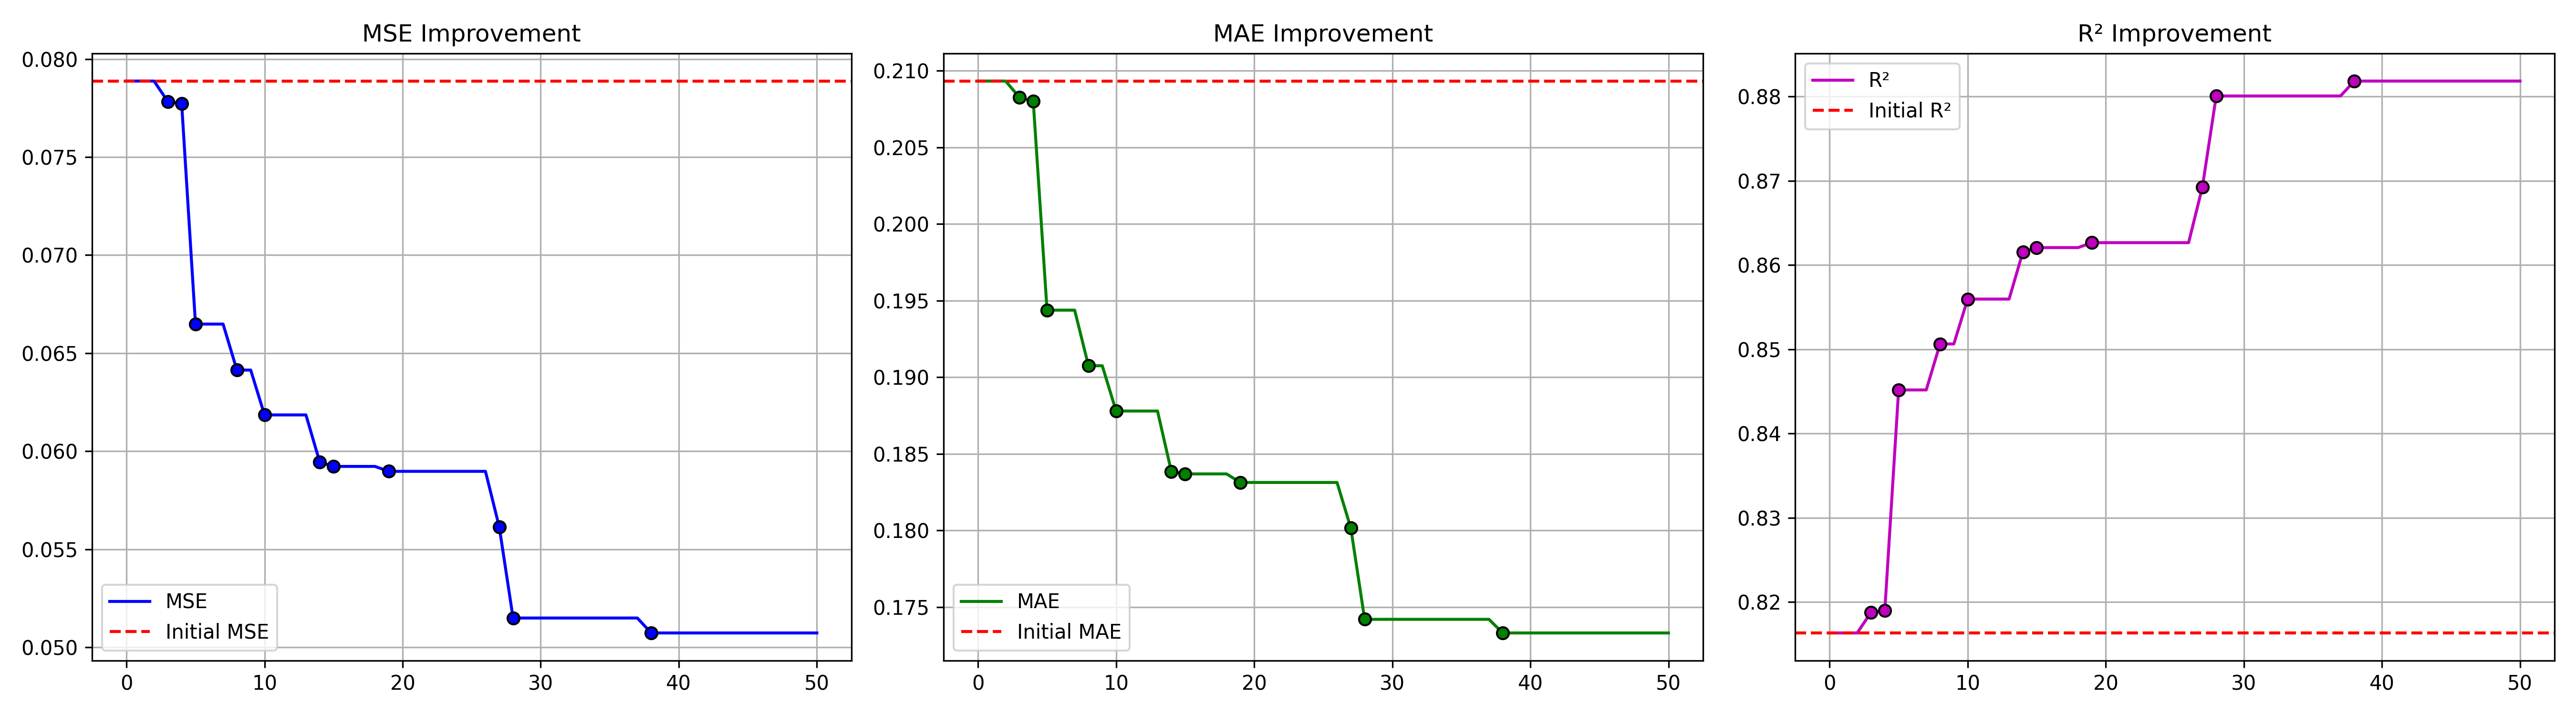 MSE Improvement
0.080
0.075
0.070
0.065
0.060
0.055
0.050
0 10 20 30 40 50
MSE
Initial MSE
MAE Improvement
0.210
0.205
0.200
0.195
0.190
0.185
0.180
0.175
0 10 20 30 40 50
MAE
Initial MAE
R² Improvement
0.88
0.87
0.86
0.85
0.84
0.83
0.82
0 10 20 30 40 50
R²
Initial R²